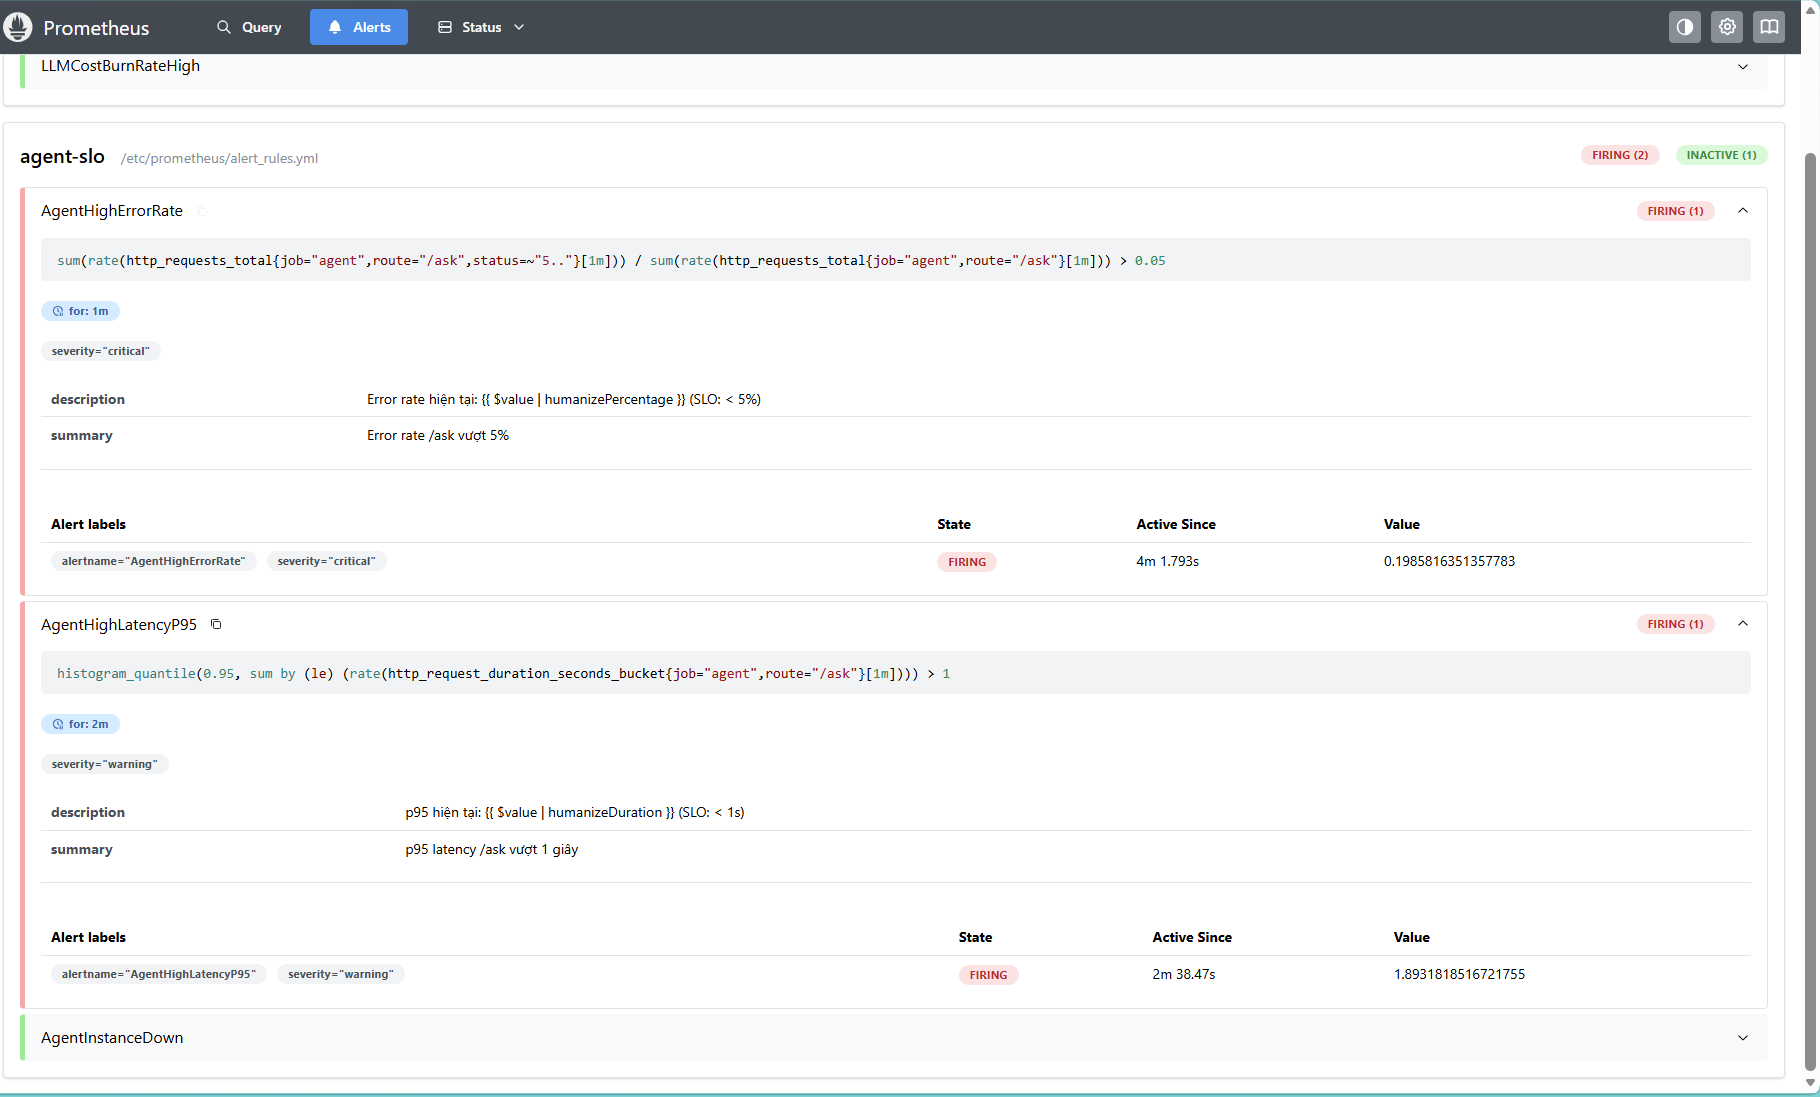 Prometheus
Query
Alerts
Status
LLMCostBurnRateHigh
agent-slo /etc/prometheus/alert_rules.yml FIRING (2) INACTIVE (1)
AgentHighErrorRate FIRING (1)
sum(rate(http_requests_total{job="agent",route="/ask",status=~"5.."}[1m])) / sum(rate(http_requests_total{job="agent",route="/ask"}[1m])) > 0.05
for: 1m
severity="critical"
description Error rate hiện tại: {{ $value | humanizePercentage }} (SLO: < 5%)
summary Error rate /ask vượt 5%
Alert labels State Active Since Value
alertname="AgentHighErrorRate" severity="critical" FIRING 4m 1.793s 0.1985816351357783
AgentHighLatencyP95 FIRING (1)
histogram_quantile(0.95, sum by (le) (rate(http_request_duration_seconds_bucket{job="agent",route="/ask"}[1m]))) > 1
for: 2m
severity="warning"
description p95 hiện tại: {{ $value | humanizeDuration }} (SLO: < 1s)
summary p95 latency /ask vượt 1 giây
Alert labels State Active Since Value
alertname="AgentHighLatencyP95" severity="warning" FIRING 2m 38.47s 1.8931818516721755
AgentInstanceDown